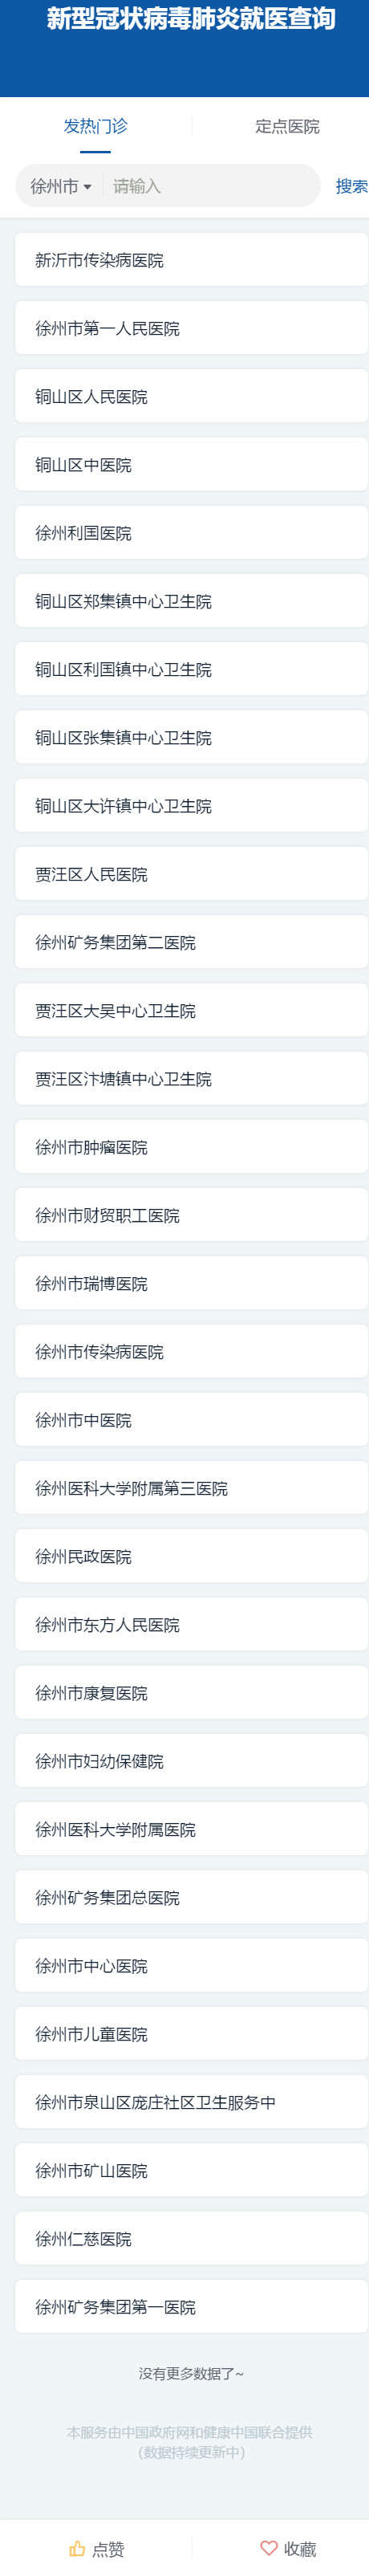 新型冠状病毒肺炎就医查询
发热门诊 定点医院
徐州市 请输入 搜索
新沂市传染病医院
徐州市第一人民医院
铜山区人民医院
铜山区中医院
徐州利国医院
铜山区郑集镇中心卫生院
铜山区利国镇中心卫生院
铜山区张集镇中心卫生院
铜山区大许镇中心卫生院
贾汪区人民医院
徐州矿务集团第二医院
贾汪区大吴中心卫生院
贾汪区汴塘镇中心卫生院
徐州市肿瘤医院
徐州市财贸职工医院
徐州市瑞博医院
徐州市传染病医院
徐州市中医院
徐州医科大学附属第三医院
徐州民政医院
徐州市东方人民医院
徐州市康复医院
徐州市妇幼保健院
徐州医科大学附属医院
徐州矿务集团总医院
徐州市中心医院
徐州市儿童医院
徐州市泉山区庞庄社区卫生服务中
徐州市矿山医院
徐州仁慈医院
徐州矿务集团第一医院
没有更多数据了~
本服务由中国政府网和健康中国联合提供
(数据持续更新中)
点赞 收藏